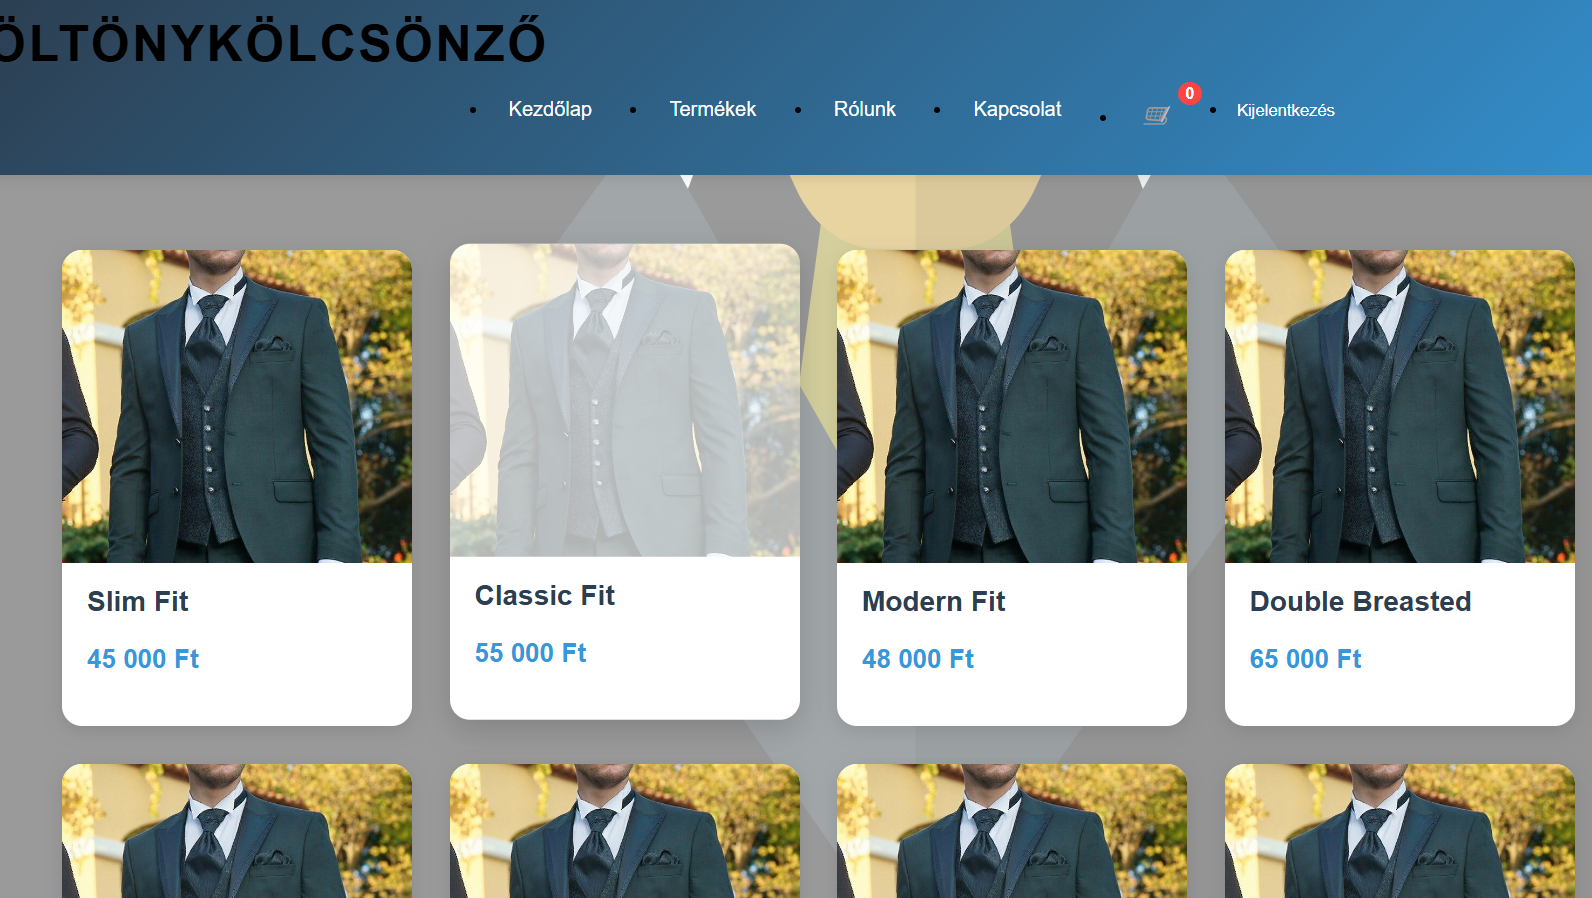 ÖLTÖNYKÖLCSÖNZŐ
Kezdőlap
Termékek
Rólunk
Kapcsolat
0
Kijelentkezés
Slim Fit
45 000 Ft
Classic Fit
55 000 Ft
Modern Fit
48 000 Ft
Double Breasted
65 000 Ft